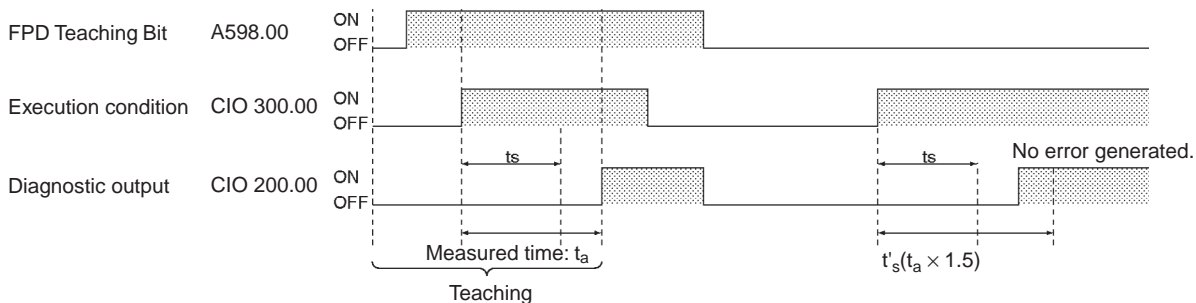 FPD Teaching Bit A598.00 ON
OFF
Execution condition CIO 300.00 ON
OFF
ts ts No error generated.
Diagnostic output CIO 200.00 ON
OFF
Measured time: ta t's(ta × 1.5)
Teaching